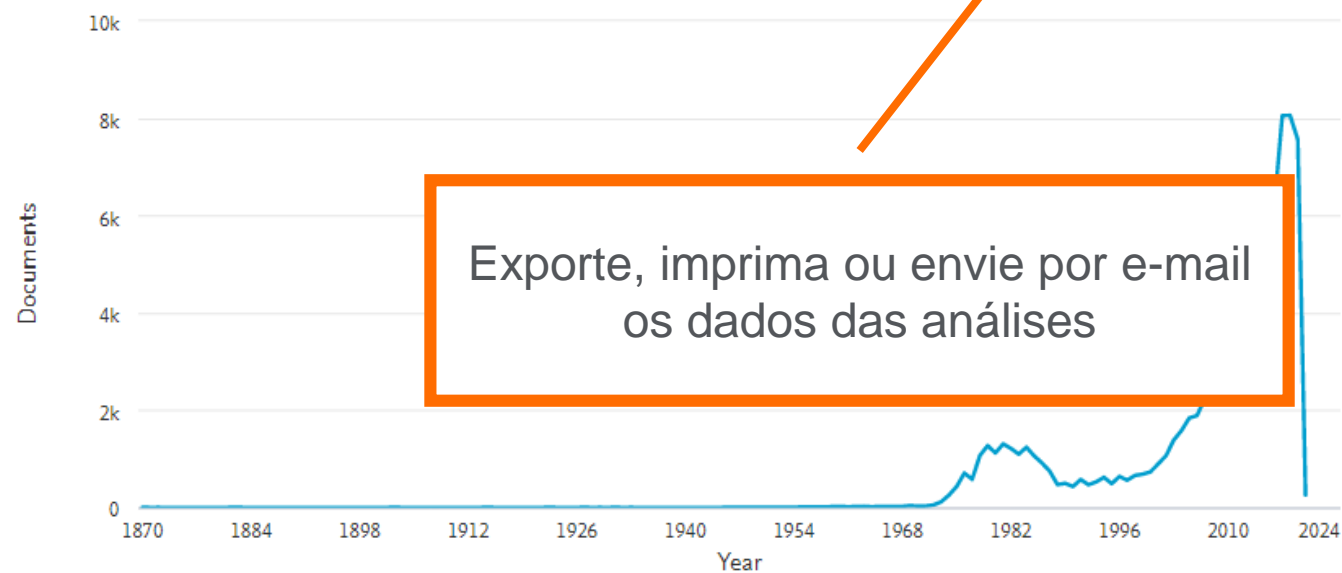 10k
8k
6k
4k
2k
0
Documents
Exporte, imprima ou envie por e-mail
os dados das análises
1870 1884 1898 1912 1926 1940 1954 1968 1982 1996 2010 2024
Year